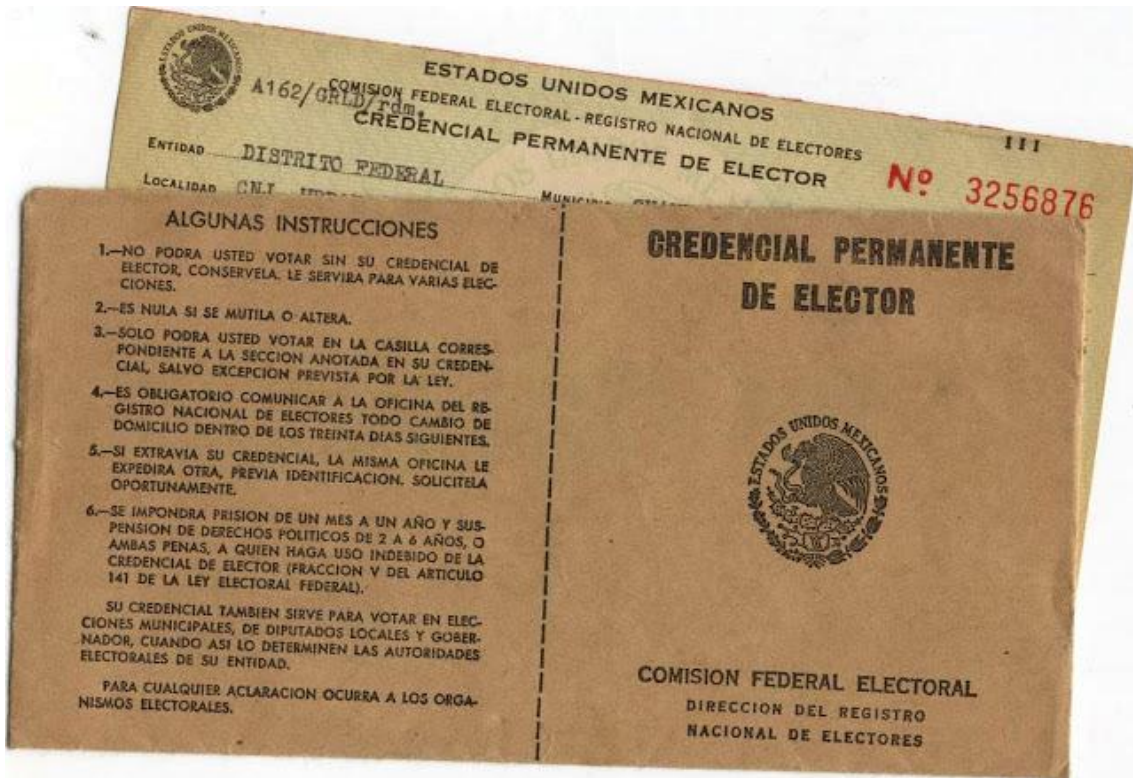 ESTADOS UNIDOS MEXICANOS
ESTADOS UNIDOS MEXICANOS
A162/GRLD/rdm.
COMISION FEDERAL ELECTORAL - REGISTRO NACIONAL DE ELECTORES
CREDENCIAL PERMANENTE DE ELECTOR
III
Nº 3256876
ENTIDAD DISTRITO FEDERAL
LOCALIDAD
MUNICIPIO
ALGUNAS INSTRUCCIONES
1.—NO PODRA USTED VOTAR SIN SU CREDENCIAL DE
ELECTOR, CONSERVELA. LE SERVIRA PARA VARIAS ELEC-
CIONES.
2.—ES NULA SI SE MUTILA O ALTERA.
3.—SOLO PODRA USTED VOTAR EN LA CASILLA CORRES-
PONDIENTE A LA SECCION ANOTADA EN SU CREDEN-
CIAL, SALVO EXCEPCION PREVISTA POR LA LEY.
4.—ES OBLIGATORIO COMUNICAR A LA OFICINA DEL RE-
GISTRO NACIONAL DE ELECTORES TODO CAMBIO DE
DOMICILIO DENTRO DE LOS TREINTA DIAS SIGUIENTES.
5.—SI EXTRAVIA SU CREDENCIAL, LA MISMA OFICINA LE
EXPEDIRA OTRA, PREVIA IDENTIFICACION. SOLICITELA
OPORTUNAMENTE.
6.—SE IMPONDRA PRISION DE UN MES A UN AÑO Y SUS-
PENSION DE DERECHOS POLITICOS DE 2 A 6 AÑOS, O
AMBAS PENAS, A QUIEN HAGA USO INDEBIDO DE LA
CREDENCIAL DE ELECTOR (FRACCION V DEL ARTICULO
141 DE LA LEY ELECTORAL FEDERAL).
SU CREDENCIAL TAMBIEN SIRVE PARA VOTAR EN ELEC-
CIONES MUNICIPALES, DE DIPUTADOS LOCALES Y GOBER-
NADOR, CUANDO ASI LO DETERMINEN LAS AUTORIDADES
ELECTORALES DE SU ENTIDAD.
PARA CUALQUIER ACLARACION OCURRA A LOS ORGA-
NISMOS ELECTORALES.
CREDENCIAL PERMANENTE
DE ELECTOR
ESTADOS UNIDOS MEXICANOS
COMISION FEDERAL ELECTORAL
DIRECCION DEL REGISTRO
NACIONAL DE ELECTORES